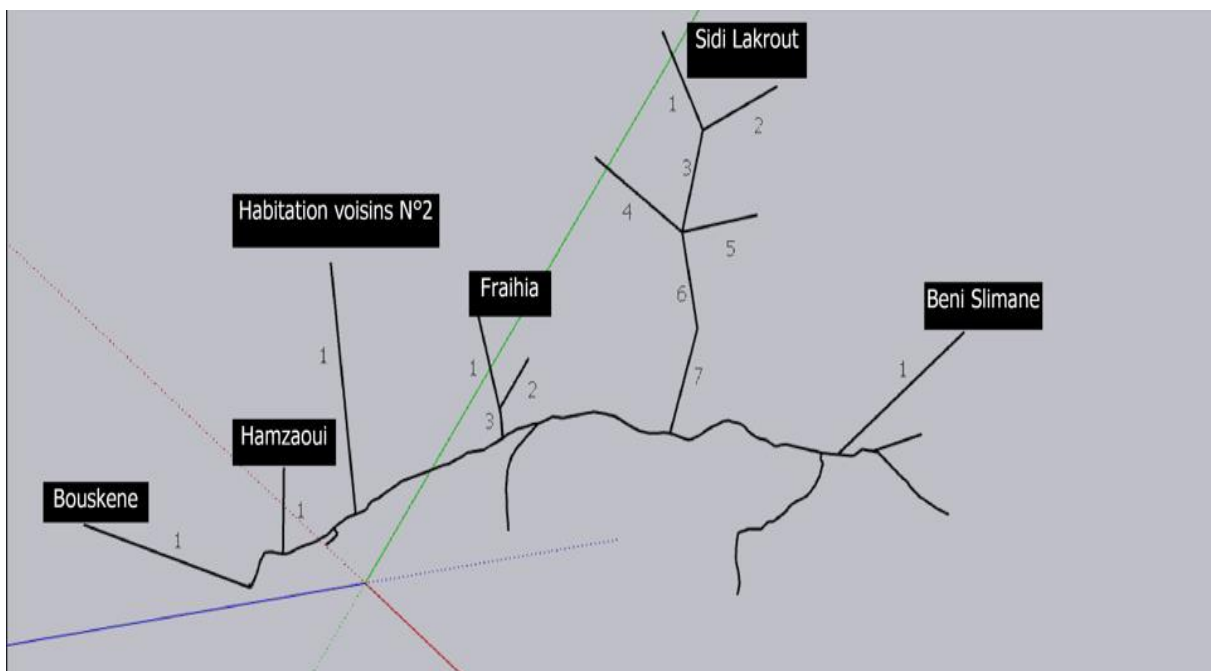 Sidi Lakrout
1
2
3
4
5
6
7
Habitation voisins N°2
1
Fraihia
1
2
3
Beni Slimane
1
Hamzaoui
1
Bouskene
1